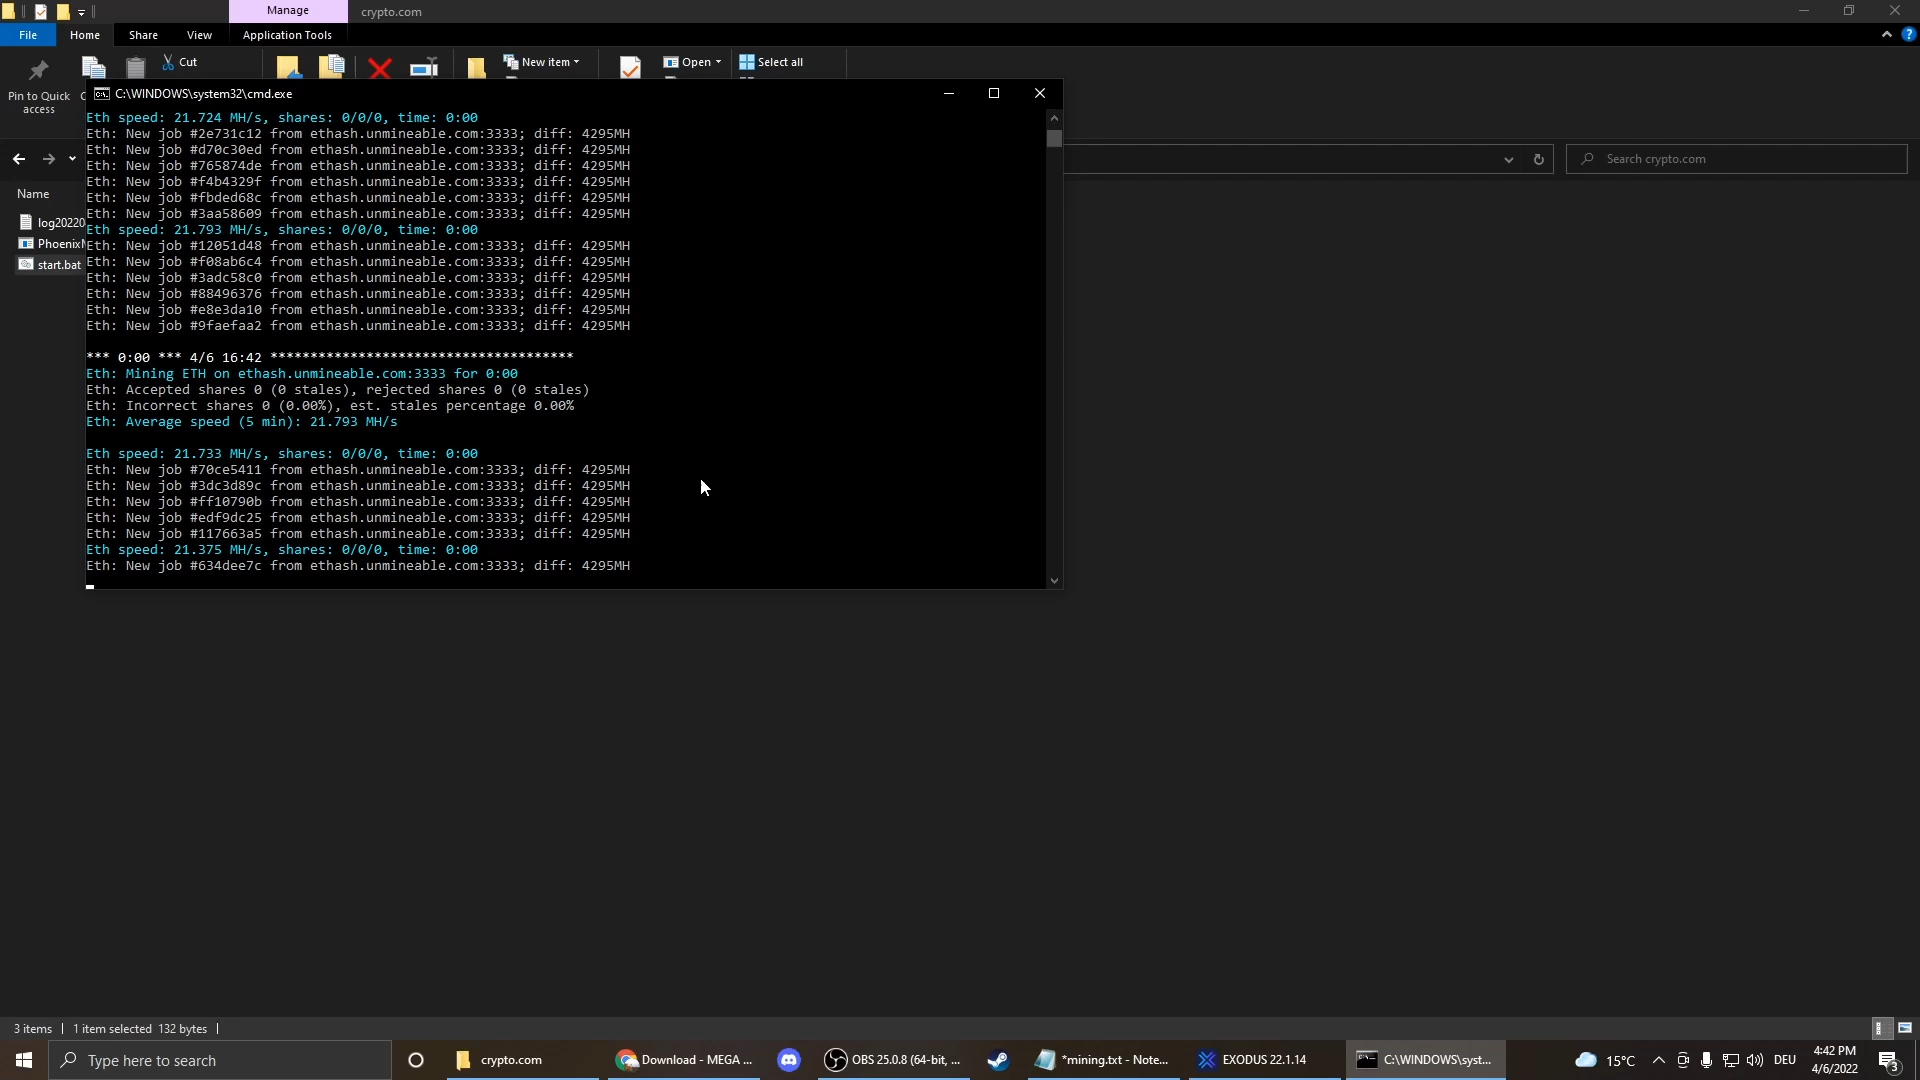 Manage
crypto.com
File
Home
Share
View
Application Tools
Cut
New item
Open
Select all
Pin to Quick
access
C:\WINDOWS\system32\cmd.exe
Eth speed: 21.724 MH/s, shares: 0/0/0, time: 0:00
Eth: New job #2e731c12 from ethash.unmineable.com:3333; diff: 4295MH
Eth: New job #d70c30ed from ethash.unmineable.com:3333; diff: 4295MH
Eth: New job #765874de from ethash.unmineable.com:3333; diff: 4295MH
Eth: New job #f4b4329f from ethash.unmineable.com:3333; diff: 4295MH
Eth: New job #fbded68c from ethash.unmineable.com:3333; diff: 4295MH
Eth: New job #3aa58609 from ethash.unmineable.com:3333; diff: 4295MH
Eth speed: 21.793 MH/s, shares: 0/0/0, time: 0:00
Eth: New job #12051d48 from ethash.unmineable.com:3333; diff: 4295MH
Eth: New job #f08ab6c4 from ethash.unmineable.com:3333; diff: 4295MH
Eth: New job #3adc58c0 from ethash.unmineable.com:3333; diff: 4295MH
Eth: New job #88496376 from ethash.unmineable.com:3333; diff: 4295MH
Eth: New job #e8e3da10 from ethash.unmineable.com:3333; diff: 4295MH
Eth: New job #9faefaa2 from ethash.unmineable.com:3333; diff: 4295MH
*** 0:00 *** 4/6 16:42 **************************************
Eth: Mining ETH on ethash.unmineable.com:3333 for 0:00
Eth: Accepted shares 0 (0 stales), rejected shares 0 (0 stales)
Eth: Incorrect shares 0 (0.00%), est. stales percentage 0.00%
Eth: Average speed (5 min): 21.793 MH/s
Eth speed: 21.733 MH/s, shares: 0/0/0, time: 0:00
Eth: New job #70ce5411 from ethash.unmineable.com:3333; diff: 4295MH
Eth: New job #3dc3d89c from ethash.unmineable.com:3333; diff: 4295MH
Eth: New job #ff10790b from ethash.unmineable.com:3333; diff: 4295MH
Eth: New job #edf9dc25 from ethash.unmineable.com:3333; diff: 4295MH
Eth: New job #117663a5 from ethash.unmineable.com:3333; diff: 4295MH
Eth speed: 21.375 MH/s, shares: 0/0/0, time: 0:00
Eth: New job #634dee7c from ethash.unmineable.com:3333; diff: 4295MH
Search crypto.com
Name
log20220
Phoenix
start.bat
3 items
1 item selected 132 bytes
Type here to search
crypto.com
Download - MEGA ...
OBS 25.0.8 (64-bit, ...
*mining.txt - Note...
EXODUS 22.1.14
C:\WINDOWS\syst...
15°C
DEU
4:42 PM
4/6/2022
3